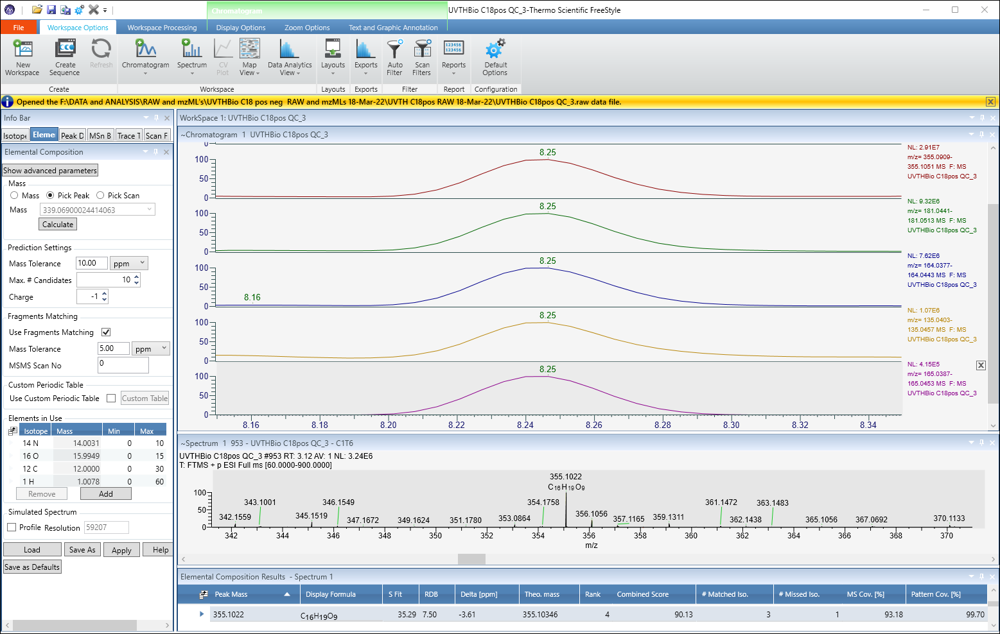 Chromatogram
UVTHBio C18pos QC_3-Thermo Scientific FreeStyle
File
Workspace Options
Workspace Processing
Display Options
Zoom Options
Text and Graphic Annotation
New Workspace
Create Sequence
Refresh
Chromatogram
Spectrum
CV Plot
Map View
Data Analytics View
Layouts
Exports
Auto Filter
Scan Filters
Reports
Default Options
Create
Workspace
Layouts
Exports
Filter
Report
Configuration
Opened the F:\DATA and ANALYSIS\RAW and mzML's\UVTHBio C18 pos neg  RAW and mzMLs 18-Mar-22\UVTH C18pos RAW 18-Mar-22\UVTHBio C18pos QC_3.raw data file.
Info Bar
Isotope
Eleme
Peak D
MSn B
Trace T
Scan F
Elemental Composition
Show advanced parameters
Mass
Mass
Pick Peak
Pick Scan
Mass
339.06900024414063
Calculate
Prediction Settings
Mass Tolerance
10.00
ppm
Max. # Candidates
10
Charge
-1
Fragments Matching
Use Fragments Matching
Mass Tolerance
5.00
ppm
MSMS Scan No
0
Custom Periodic Table
Use Custom Periodic Table
Custom Table
Elements in Use
Isotope Mass Min Max
14 N 14.0031 0 10
16 O 15.9949 0 15
12 C 12.0000 0 30
1 H 1.0078 0 60
Remove
Add
Simulated Spectrum
Profile
Resolution
59207
Load
Save As
Apply
Help
Save as Defaults
WorkSpace 1: UVTHBio C18pos QC_3
~Chromatogram  1  UVTHBio C18pos QC_3
0
100
50
0
8.25
NL: 2.91E7
m/z= 355.0909-
355.1051 MS  F: MS
UVTHBio C18pos QC_3
100
50
0
8.25
NL: 9.32E6
m/z= 181.0441-
181.0513 MS  F: MS
UVTHBio C18pos QC_3
100
50
0
8.16
8.25
NL: 7.62E6
m/z= 164.0377-
164.0443 MS  F: MS
UVTHBio C18pos QC_3
100
50
0
8.25
NL: 1.07E6
m/z= 135.0403-
135.0457 MS  F: MS
UVTHBio C18pos QC_3
100
50
0
8.25
NL: 4.15E5
m/z= 165.0387-
165.0453 MS  F: MS
UVTHBio C18pos QC_3
8.16 8.18 8.20 8.22 8.24 8.26 8.28 8.30 8.32 8.34
~Spectrum  1  953 - UVTHBio C18pos QC_3 - C1T6
UVTHBio C18pos QC_3 #953 RT: 3.12 AV: 1 NL: 3.24E6
T: FTMS + p ESI Full ms [60.0000-900.0000]
100
50
0
342.1559
343.1001
345.1519
346.1549
347.1672
349.1624
351.1780
353.0864
354.1758
355.1022
C₁₆H₁₉O₉
356.1056
357.1165
359.1311
361.1472
362.1438
363.1483
365.1056
367.0692
370.1133
342 344 346 348 350 352 354 356 358 360 362 364 366 368 370
m/z
Elemental Composition Results  - Spectrum 1
Peak Mass Display Formula S Fit RDB Delta [ppm] Theo. mass Rank Combined Score # Matched Iso. # Missed Iso. MS Cov. [%] Pattern Cov. [%]
355.1022 C₁₆H₁₉O₉ 35.29 7.50 -3.61 355.10346 4 90.13 3 1 93.18 99.70